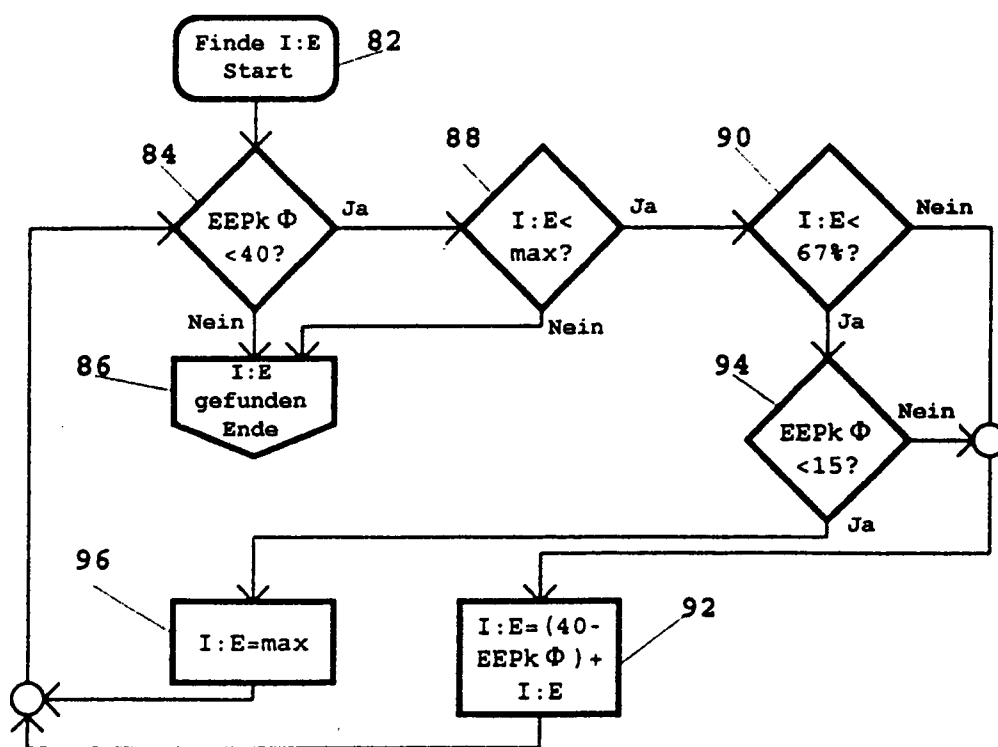 Finde I:E
Start
82
84
EEPk Φ
<40?
Ja
Nein
88
I:E<
max?
Ja
Nein
90
I:E<
67%?
Nein
Ja
86
I:E
gefunden
Ende
94
EEPk Φ
<15?
Nein
Ja
96
I:E=max
92
I:E=(40-
EEPk Φ)+
I:E